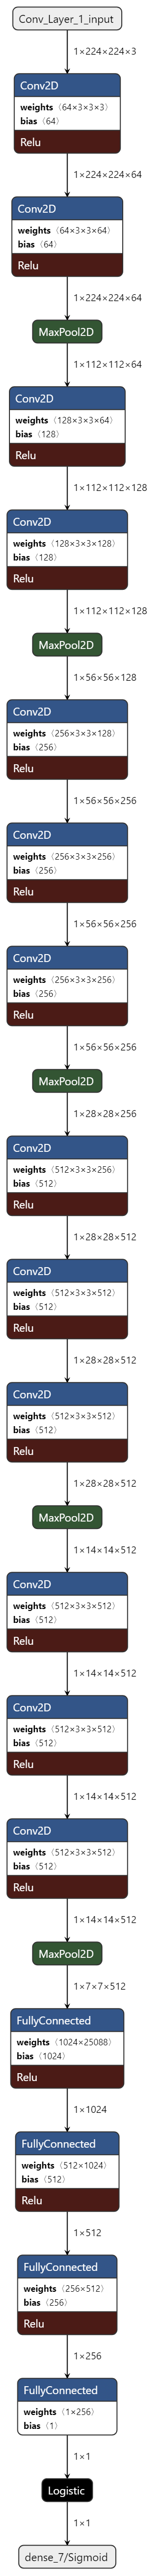 Conv_Layer_1_input
1×224×224×3
Conv2D
weights ⟨64×3×3×3⟩
bias ⟨64⟩
Relu
1×224×224×64
Conv2D
weights ⟨64×3×3×64⟩
bias ⟨64⟩
Relu
1×224×224×64
MaxPool2D
1×112×112×64
Conv2D
weights ⟨128×3×3×64⟩
bias ⟨128⟩
Relu
1×112×112×128
Conv2D
weights ⟨128×3×3×128⟩
bias ⟨128⟩
Relu
1×112×112×128
MaxPool2D
1×56×56×128
Conv2D
weights ⟨256×3×3×128⟩
bias ⟨256⟩
Relu
1×56×56×256
Conv2D
weights ⟨256×3×3×256⟩
bias ⟨256⟩
Relu
1×56×56×256
Conv2D
weights ⟨256×3×3×256⟩
bias ⟨256⟩
Relu
1×56×56×256
MaxPool2D
1×28×28×256
Conv2D
weights ⟨512×3×3×256⟩
bias ⟨512⟩
Relu
1×28×28×512
Conv2D
weights ⟨512×3×3×512⟩
bias ⟨512⟩
Relu
1×28×28×512
Conv2D
weights ⟨512×3×3×512⟩
bias ⟨512⟩
Relu
1×28×28×512
MaxPool2D
1×14×14×512
Conv2D
weights ⟨512×3×3×512⟩
bias ⟨512⟩
Relu
1×14×14×512
Conv2D
weights ⟨512×3×3×512⟩
bias ⟨512⟩
Relu
1×14×14×512
Conv2D
weights ⟨512×3×3×512⟩
bias ⟨512⟩
Relu
1×14×14×512
MaxPool2D
1×7×7×512
FullyConnected
weights ⟨1024×25088⟩
bias ⟨1024⟩
Relu
1×1024
FullyConnected
weights ⟨512×1024⟩
bias ⟨512⟩
Relu
1×512
FullyConnected
weights ⟨256×512⟩
bias ⟨256⟩
Relu
1×256
FullyConnected
weights ⟨1×256⟩
bias ⟨1⟩
1×1
Logistic
1×1
dense_7/Sigmoid